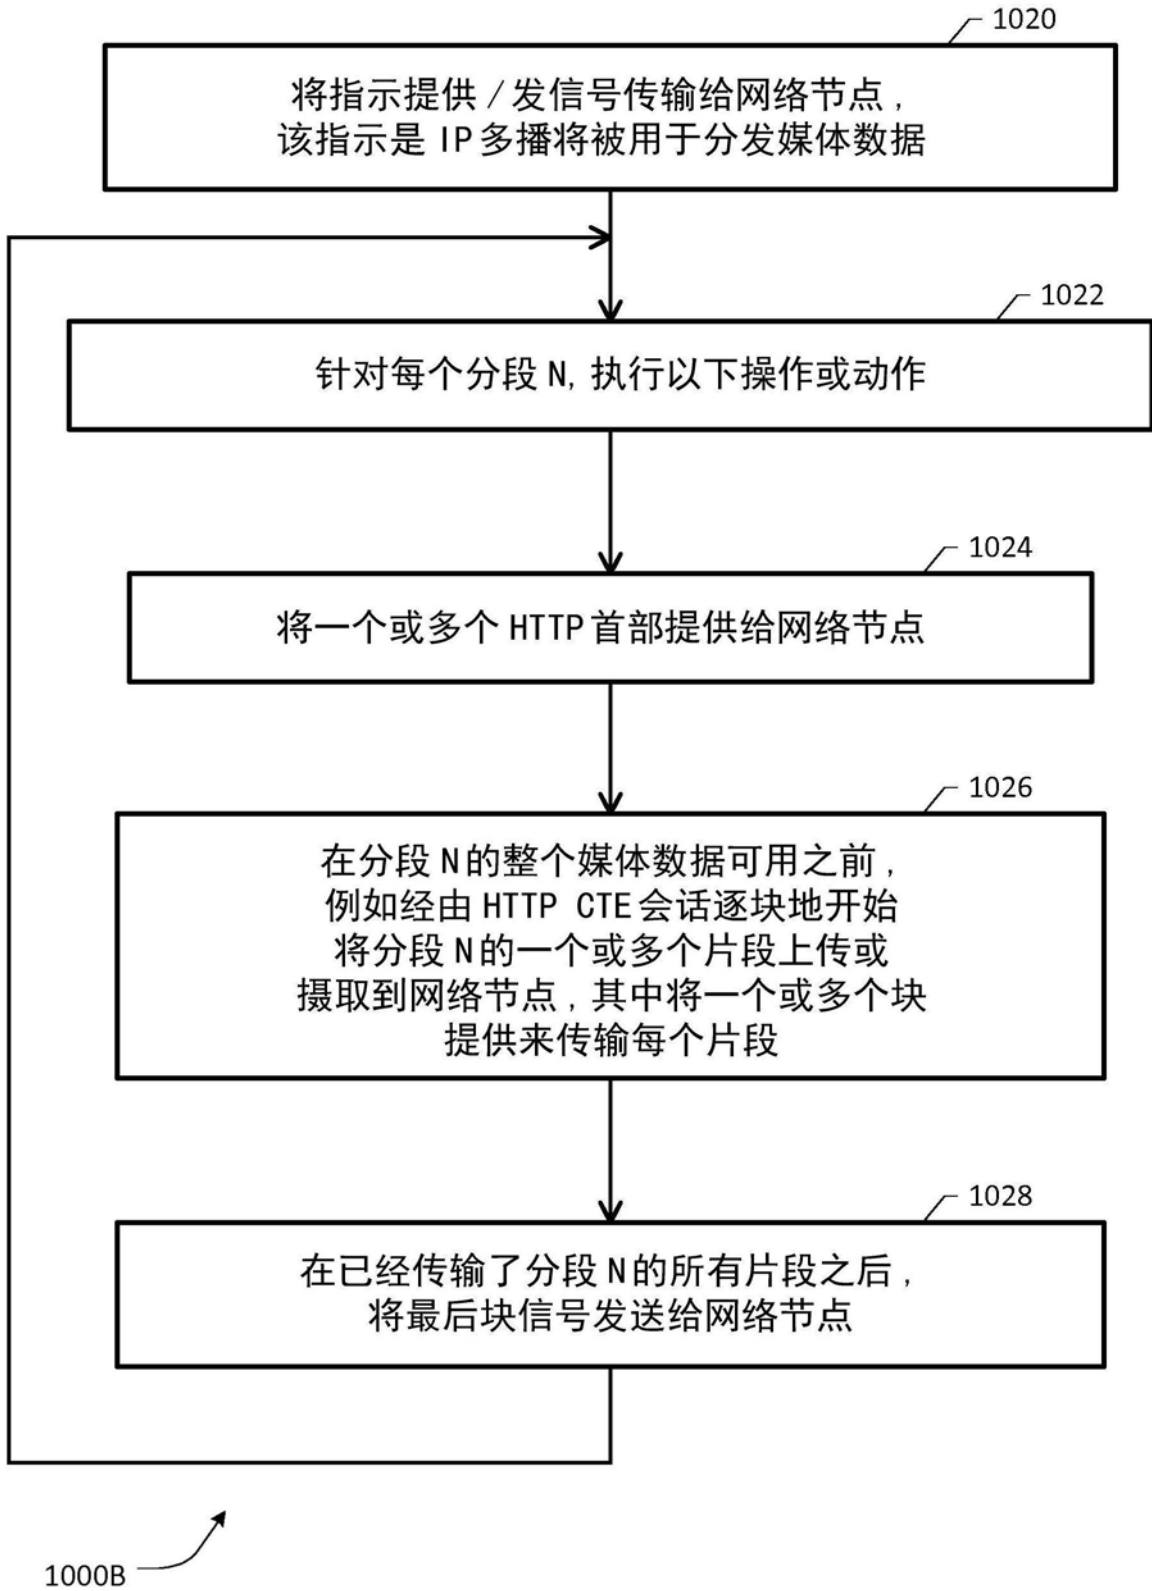 1020
将指示提供/发信号传输给网络节点,
该指示是 IP多播将被用于分发媒体数据
1022
针对每个分段 N, 执行以下操作或动作
1024
将一个或多个 HTTP 首部提供给网络节点
1026
在分段 N 的整个媒体数据可用之前,
例如经由 HTTP CTE 会话逐块地开始
将分段 N 的一个或多个片段上传或
摄取到网络节点,其中将一个或多个块
提供来传输每个片段
1028
在已经传输了分段 N 的所有片段之后,
将最后块信号发送给网络节点
1000B